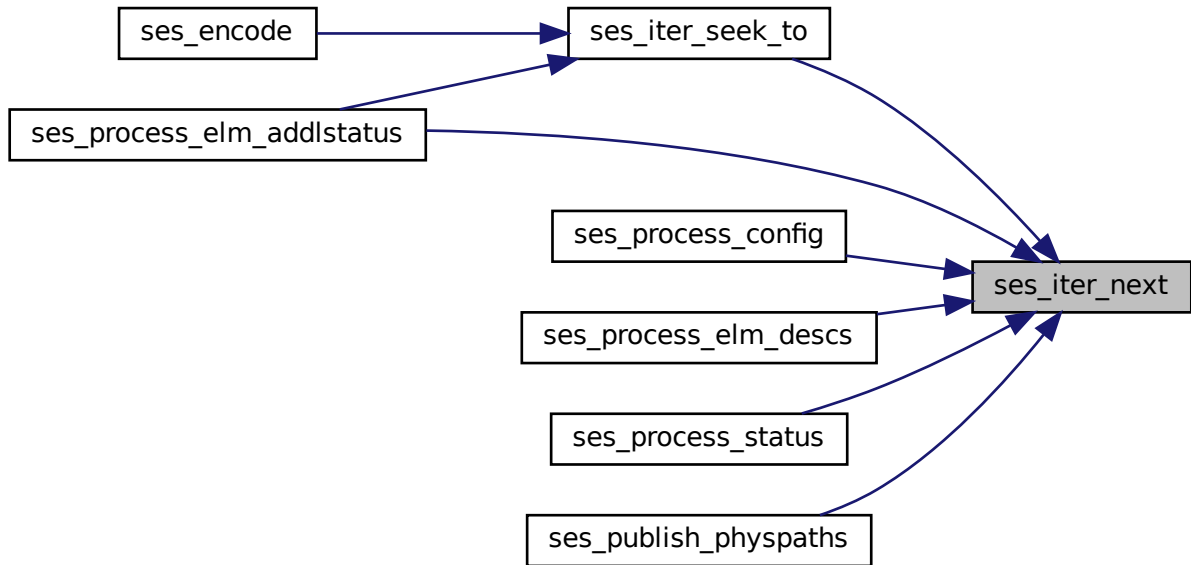 ses_encode
ses_iter_seek_to
ses_process_elm_addlstatus
ses_process_config
ses_iter_next
ses_process_elm_descs
ses_process_status
ses_publish_physpaths